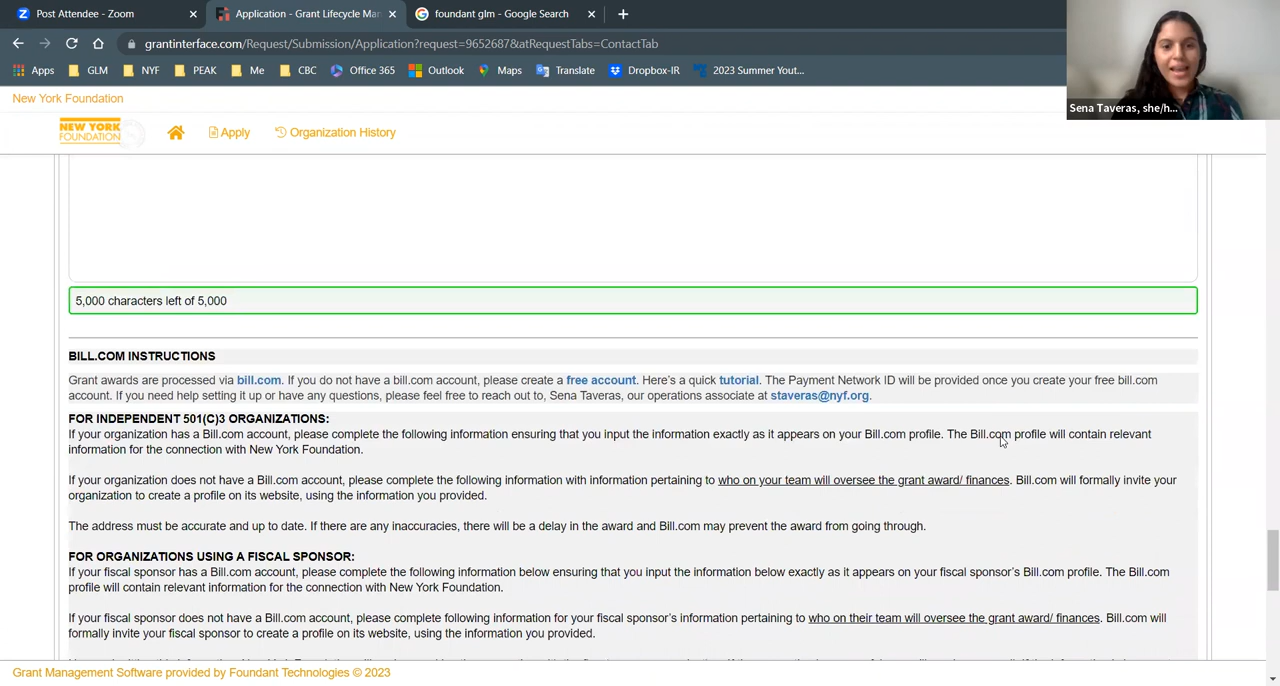 Post Attendee - Zoom
Application - Grant Lifecycle Mar
foundant glm - Google Search
grantinterface.com/Request/Submission/Application?request=9652687&atRequestTabs=ContactTab
Apps GLM NYF PEAK Me CBC Office 365 Outlook Maps Translate Dropbox-IR 2023 Summer Yout...
Sena Taveras, she/h...
New York Foundation
NEW YORK
FOUNDATION
Apply
Organization History
5,000 characters left of 5,000
BILL.COM INSTRUCTIONS
Grant awards are processed via bill.com. If you do not have a bill.com account, please create a free account. Here's a quick tutorial. The Payment Network ID will be provided once you create your free bill.com
account. If you need help setting it up or have any questions, please feel free to reach out to, Sena Taveras, our operations associate at staveras@nyf.org.
FOR INDEPENDENT 501(C)3 ORGANIZATIONS:
If your organization has a Bill.com account, please complete the following information ensuring that you input the information exactly as it appears on your Bill.com profile. The Bill.com profile will contain relevant
information for the connection with New York Foundation.
If your organization does not have a Bill.com account, please complete the following information with information pertaining to who on your team will oversee the grant award/ finances. Bill.com will formally invite your
organization to create a profile on its website, using the information you provided.
The address must be accurate and up to date. If there are any inaccuracies, there will be a delay in the award and Bill.com may prevent the award from going through.
FOR ORGANIZATIONS USING A FISCAL SPONSOR:
If your fiscal sponsor has a Bill.com account, please complete the following information below ensuring that you input the information below exactly as it appears on your fiscal sponsor's Bill.com profile. The Bill.com
profile will contain relevant information for the connection with New York Foundation.
If your fiscal sponsor does not have a Bill.com account, please complete following information for your fiscal sponsor's information pertaining to who on their team will oversee the grant award/ finances. Bill.com will
formally invite your fiscal sponsor to create a profile on its website, using the information you provided.
Grant Management Software provided by Foundant Technologies © 2023